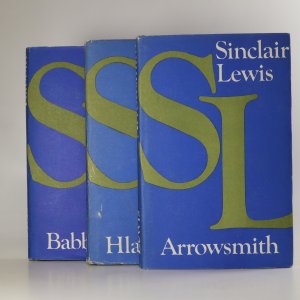 S
Babb
S
Hla
Sinclair
Lewis
SL
Arrowsmith